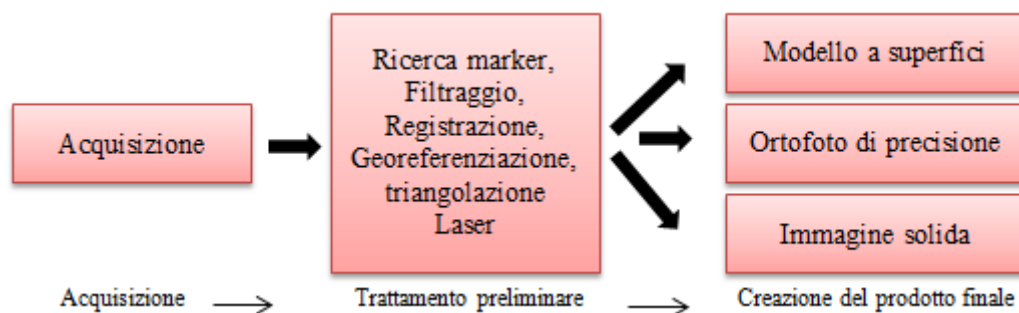 Acquisizione
Ricerca marker,
Filtraggio,
Registrazione,
Georeferenziazione,
triangolazione
Laser
Modello a superfici
Ortofoto di precisione
Immagine solida
Acquisizione
Trattamento preliminare
Creazione del prodotto finale